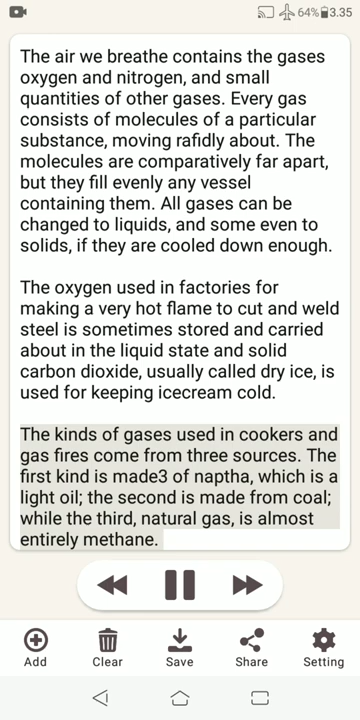 64% 3.35
The air we breathe contains the gases
oxygen and nitrogen, and small
quantities of other gases. Every gas
consists of molecules of a particular
substance, moving rafidly about. The
molecules are comparatively far apart,
but they fill evenly any vessel
containing them. All gases can be
changed to liquids, and some even to
solids, if they are cooled down enough.
The oxygen used in factories for
making a very hot flame to cut and weld
steel is sometimes stored and carried
about in the liquid state and solid
carbon dioxide, usually called dry ice, is
used for keeping icecream cold.
The kinds of gases used in cookers and
gas fires come from three sources. The
first kind is made3 of naptha, which is a
light oil; the second is made from coal;
while the third, natural gas, is almost
entirely methane.
Add Clear Save Share Setting